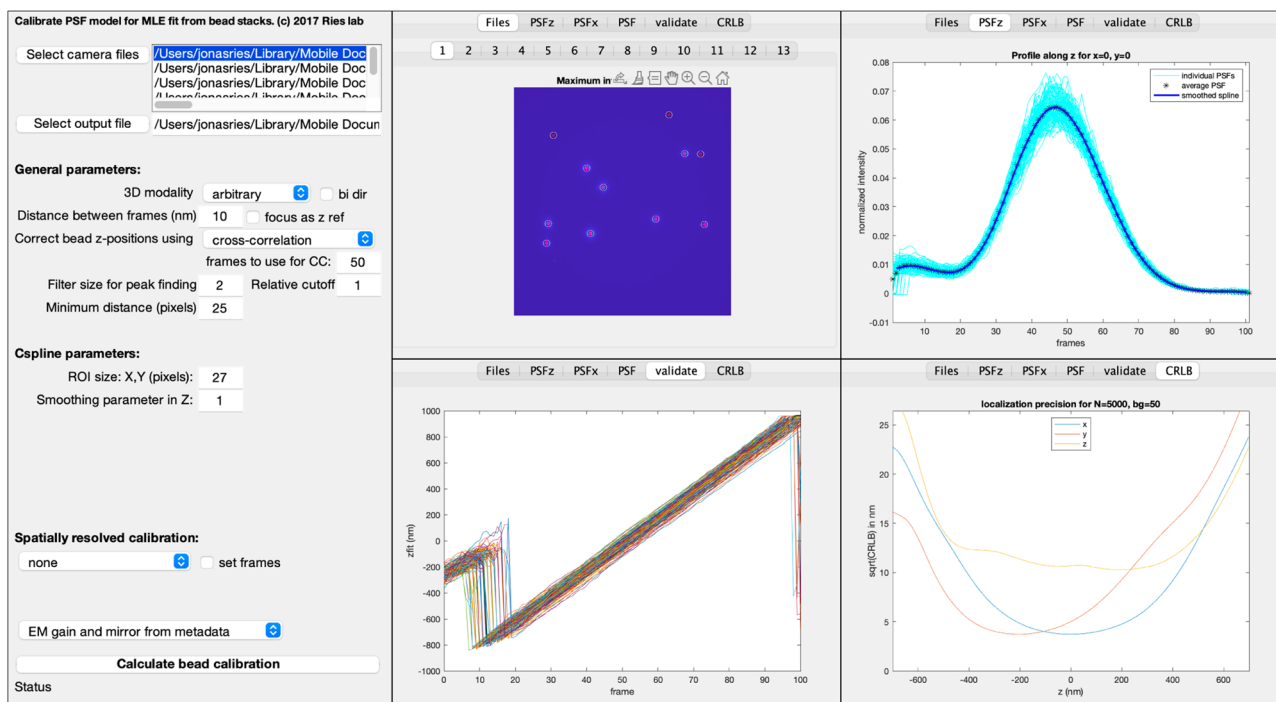 Calibrate PSF model for MLE fit from bead stacks. (c) 2017 Ries lab
Select camera files
/Users/jonasries/Library/Mobile Doc
/Users/jonasries/Library/Mobile Doc
/Users/jonasries/Library/Mobile Doc
/Users/jonasries/Library/Mobile Doc
Select output file
/Users/jonasries/Library/Mobile Docun
General parameters:
3D modality arbitrary bi dir
Distance between frames (nm) 10 focus as z ref
Correct bead z-positions using cross-correlation
frames to use for CC: 50
Filter size for peak finding 2 Relative cutoff 1
Minimum distance (pixels) 25
Cspline parameters:
ROI size: X,Y (pixels): 27
Smoothing parameter in Z: 1
Spatially resolved calibration:
none set frames
EM gain and mirror from metadata
Calculate bead calibration
Status
Files PSFz PSFx PSF validate CRLB
1 2 3 4 5 6 7 8 9 10 11 12 13
Maximum in
Files PSFz PSFx PSF validate CRLB
Profile along z for x=0, y=0
individual PSFs
average PSF
smoothed spline
normalized intensity
0.08
0.07
0.06
0.05
0.04
0.03
0.02
0.01
0
-0.01
10 20 30 40 50 60 70 80 90 100
frames
Files PSFz PSFx PSF validate CRLB
zfit (nm)
1000
800
600
400
200
0
-200
-400
-600
-800
-1000
0 10 20 30 40 50 60 70 80 90 100
frame
Files PSFz PSFx PSF validate CRLB
localization precision for N=5000, bg=50
x
y
z
sqrt(CRLB) in nm
25
20
15
10
5
0
-600 -400 -200 0 200 400 600
z (nm)